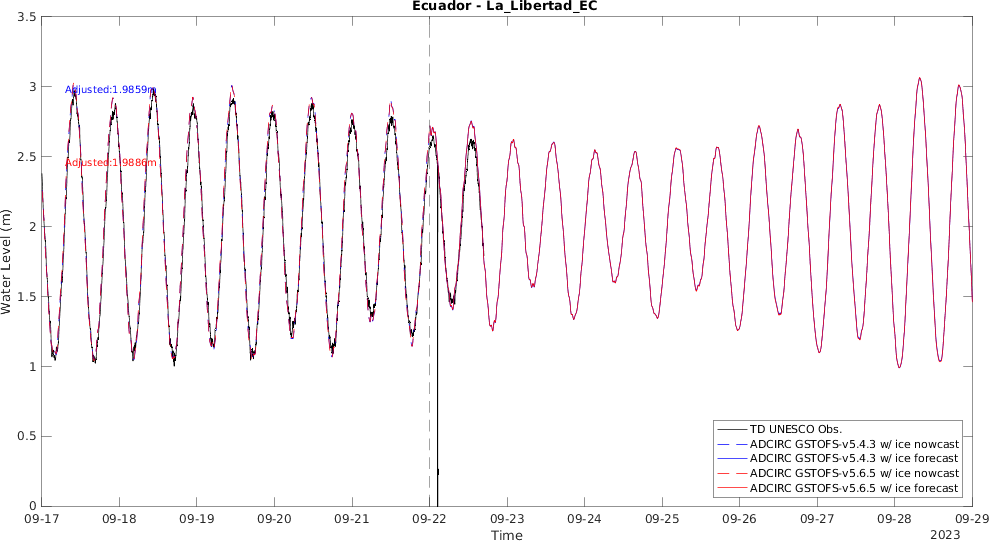 Ecuador - La_Libertad_EC
3.5
3
2.5
2
1.5
1
0.5
0
Water Level (m)
Adjusted:1.9859m
Adjusted:1.9886m
TD UNESCO Obs.
ADCIRC GSTOFS-v5.4.3 w/ ice nowcast
ADCIRC GSTOFS-v5.4.3 w/ ice forecast
ADCIRC GSTOFS-v5.6.5 w/ ice nowcast
ADCIRC GSTOFS-v5.6.5 w/ ice forecast
09-17 09-18 09-19 09-20 09-21 09-22 09-23 09-24 09-25 09-26 09-27 09-28 09-29
Time
2023